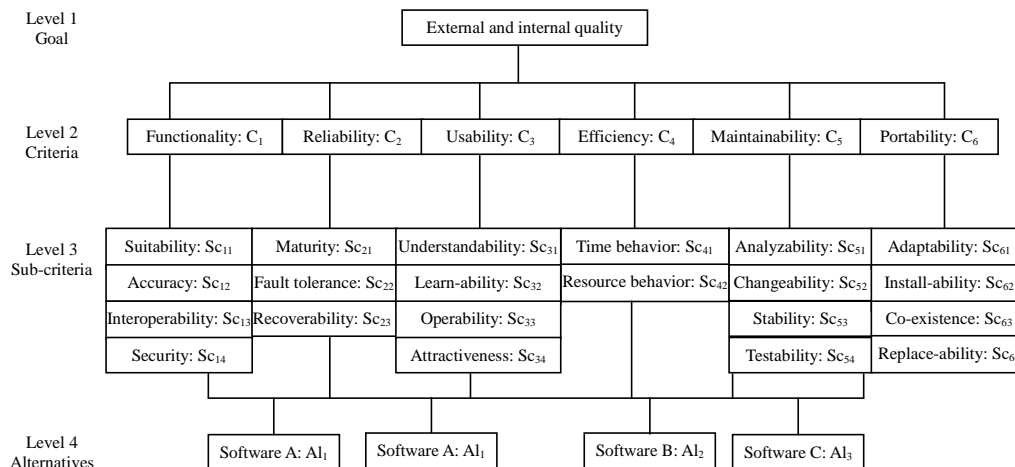 Level 1
Goal
External and internal quality
Level 2
Criteria
Functionality: C₁
Reliability: C₂
Usability: C₃
Efficiency: C₄
Maintainability: C₅
Portability: C₆
Level 3
Sub-criteria
Suitability: Sc₁₁
Maturity: Sc₂₁
Understandability: Sc₃₁
Time behavior: Sc₄₁
Analyzability: Sc₅₁
Adaptability: Sc₆₁
Accuracy: Sc₁₂
Fault tolerance: Sc₂₂
Learn-ability: Sc₃₂
Resource behavior: Sc₄₂
Changeability: Sc₅₂
Install-ability: Sc₆₂
Interoperability: Sc₁₃
Recoverability: Sc₂₃
Operability: Sc₃₃
Stability: Sc₅₃
Co-existence: Sc₆₃
Security: Sc₁₄
Attractiveness: Sc₃₄
Testability: Sc₅₄
Replace-ability: Sc₆
Level 4
Alternatives
Software A: Al₁
Software A: Al₁
Software B: Al₂
Software C: Al₃